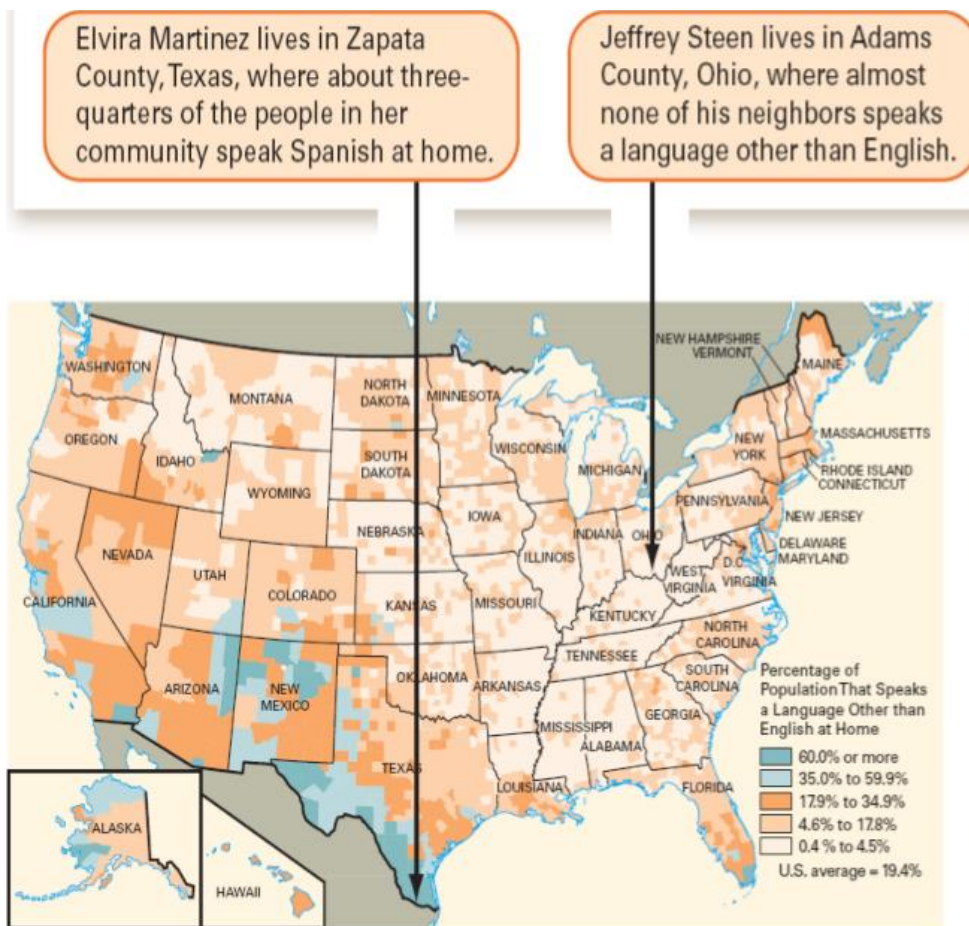 Elvira Martinez lives in Zapata
County, Texas, where about three-
quarters of the people in her
community speak Spanish at home.
Jeffrey Steen lives in Adams
County, Ohio, where almost
none of his neighbors speaks
a language other than English.
WASHINGTON
MONTANA
NORTH
DAKOTA
MINNESOTA
NEW HAMPSHIRE
VERMONT
MAINE
OREGON
IDAHO
WYOMING
SOUTH
DAKOTA
WISCONSIN
MICHIGAN
NEW
YORK
MASSACHUSETTS
RHODE ISLAND
CONNECTICUT
NEVADA
UTAH
COLORADO
NEBRASKA
IOWA
ILLINOIS
INDIANA
OHIO
PENNSYLVANIA
NEW JERSEY
DELAWARE
MARYLAND
D.C.
CALIFORNIA
KANSAS
MISSOURI
KENTUCKY
WEST
VIRGINIA
VIRGINIA
ARIZONA
NEW
MEXICO
OKLAHOMA
ARKANSAS
TENNESSEE
NORTH
CAROLINA
SOUTH
CAROLINA
TEXAS
LOUISIANA
MISSISSIPPI
ALABAMA
GEORGIA
FLORIDA
ALASKA
HAWAII
Percentage of
Population That Speaks
a Language Other than
English at Home
60.0% or more
35.0% to 59.9%
17.9% to 34.9%
4.6% to 17.8%
0.4 % to 4.5%
U.S. average = 19.4%